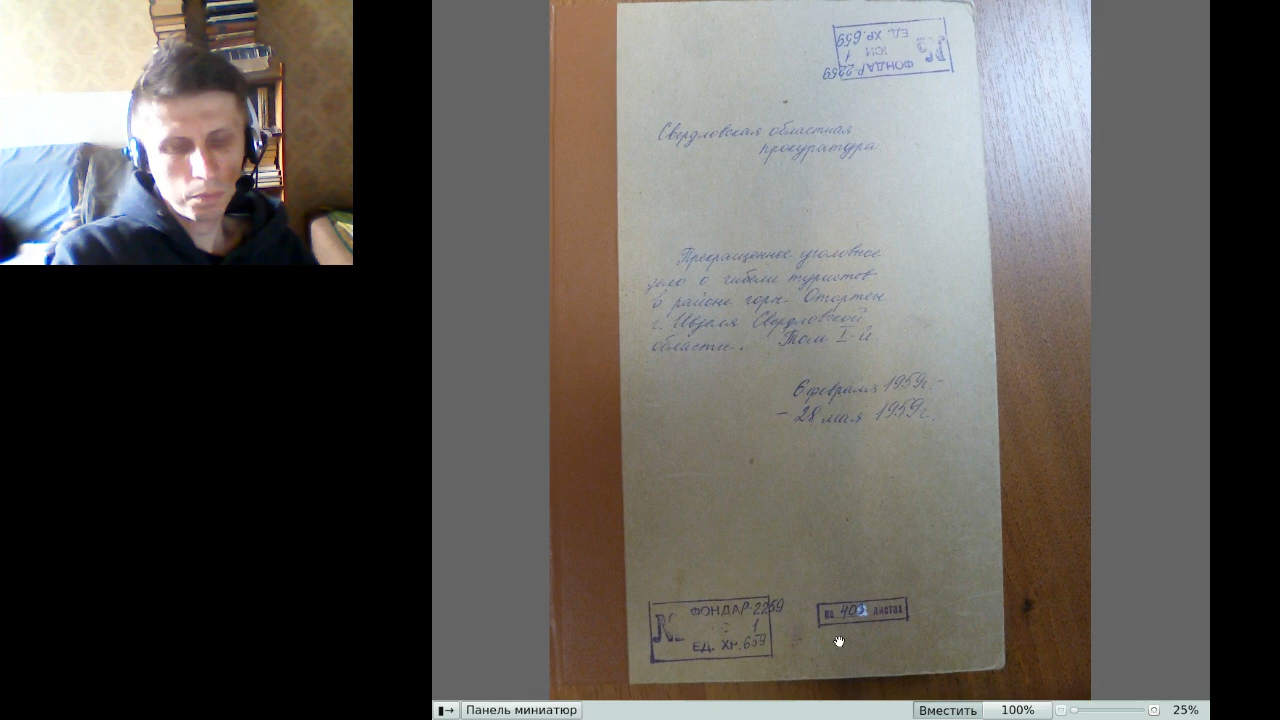 ФОНДАР-2259
1
ЕД. ХР.659
Свердловская областная
прокуратура
Прекращенное уголовное
дело о гибели туристов
в районе горы Отортен
г. Ивделя Свердловской
области. Том I-й
6 февраля 1959г. -
- 28 мая 1959г.
ФОНДАР-2259
1
ЕД. ХР.659
на листах
Панель миниатюр
Вместить
100%
25%